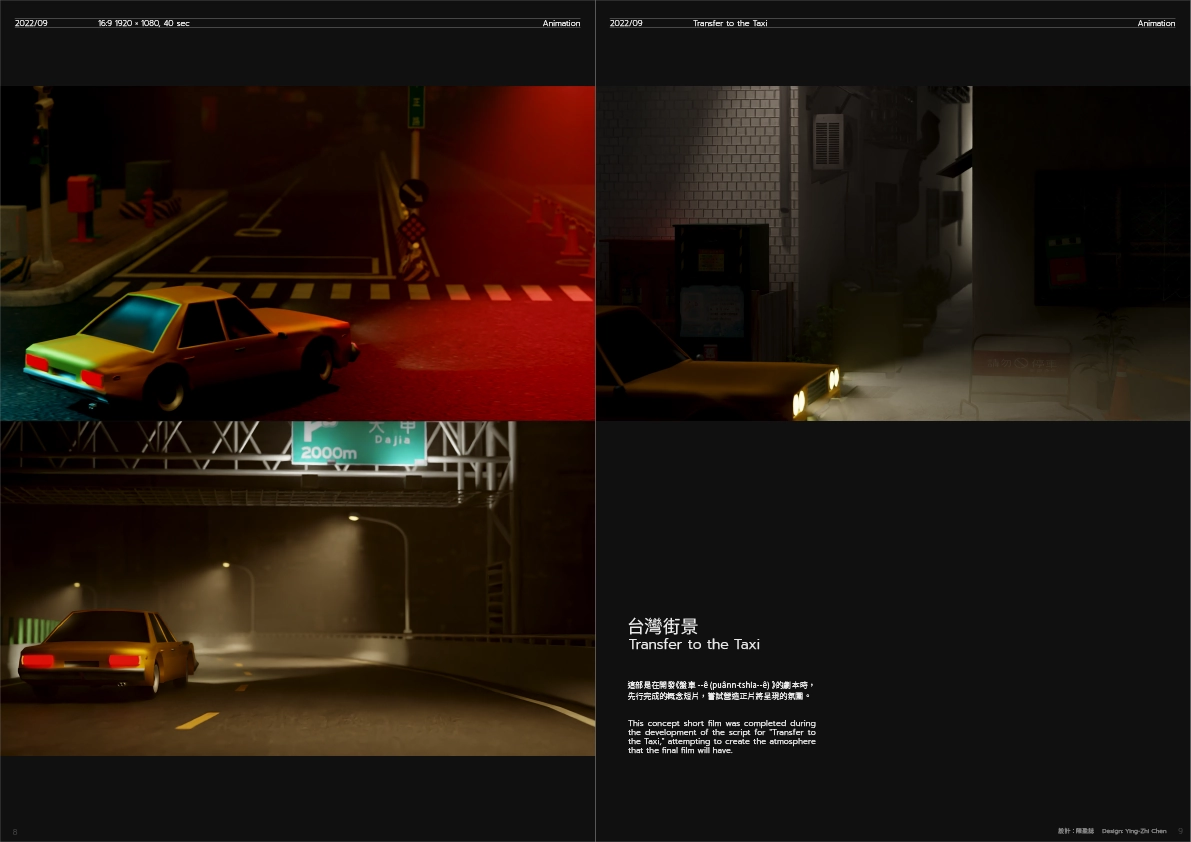 2022/09
16:9 1920 × 1080, 40 sec
Animation
2000m
大 甲
Dajia
8
2022/09
Transfer to the Taxi
Animation
請勿停車
台灣街景
Transfer to the Taxi
這部是在開發《盤車--ê (puânn-tshia--ê) 》的劇本時，
先行完成的概念短片，嘗試營造正片將呈現的氛圍。
This concept short film was completed during
the development of the script for "Transfer to
the Taxi," attempting to create the atmosphere
that the final film will have.
Design: Ying-Zhi Chen
9